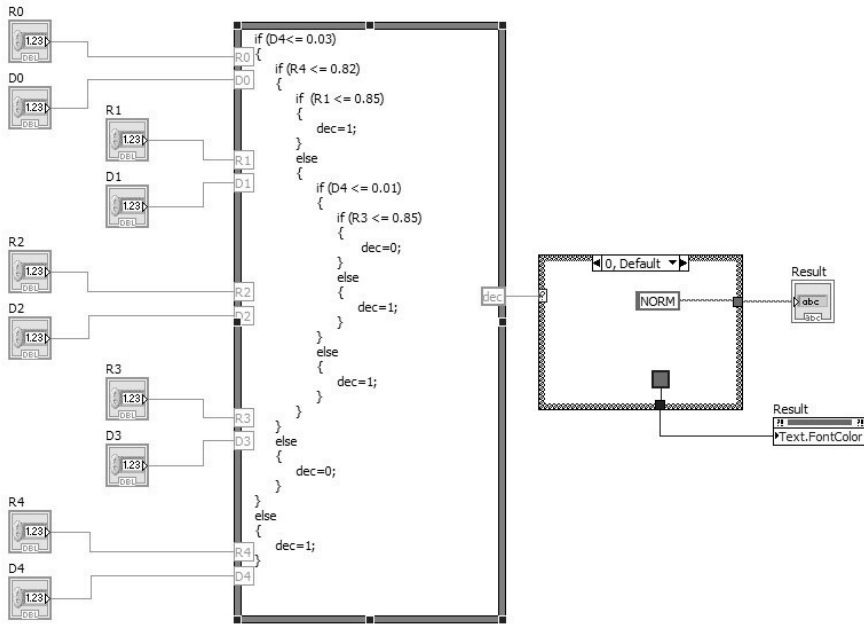 R0
1.23
DBL
D0
1.23
DBL
R1
1.23
DBL
D1
1.23
DBL
R2
1.23
DBL
D2
1.23
DBL
R3
1.23
DBL
D3
1.23
DBL
R4
1.23
DBL
D4
1.23
DBL
R0
D0
R1
D1
R2
D2
R3
D3
R4
D4
if (D4<= 0.03)
{
if (R4 <= 0.82)
{
if (R1 <= 0.85)
{
dec=1;
}
else
{
if (D4 <= 0.01)
{
if (R3 <= 0.85)
{
dec=0;
}
else
{
dec=1;
}
}
else
{
dec=1;
}
}
}
else
{
dec=0;
}
}
else
{
dec=1;
}
dec
0, Default
?
NORM
Result
abc
abc
Result
Text.FontColor